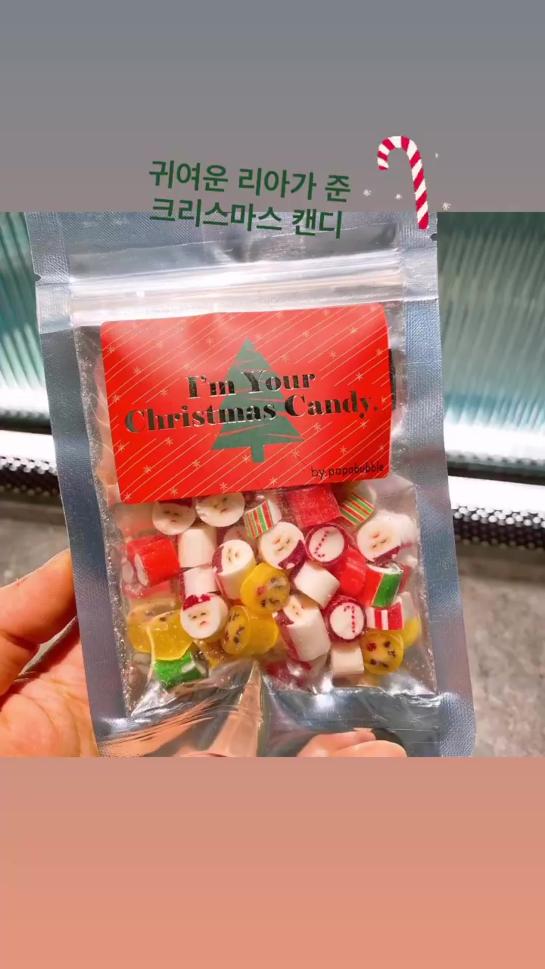 귀여운 리아가 준
크리스마스 캔디
I'm Your
Christmas Candy.
by.papabubble